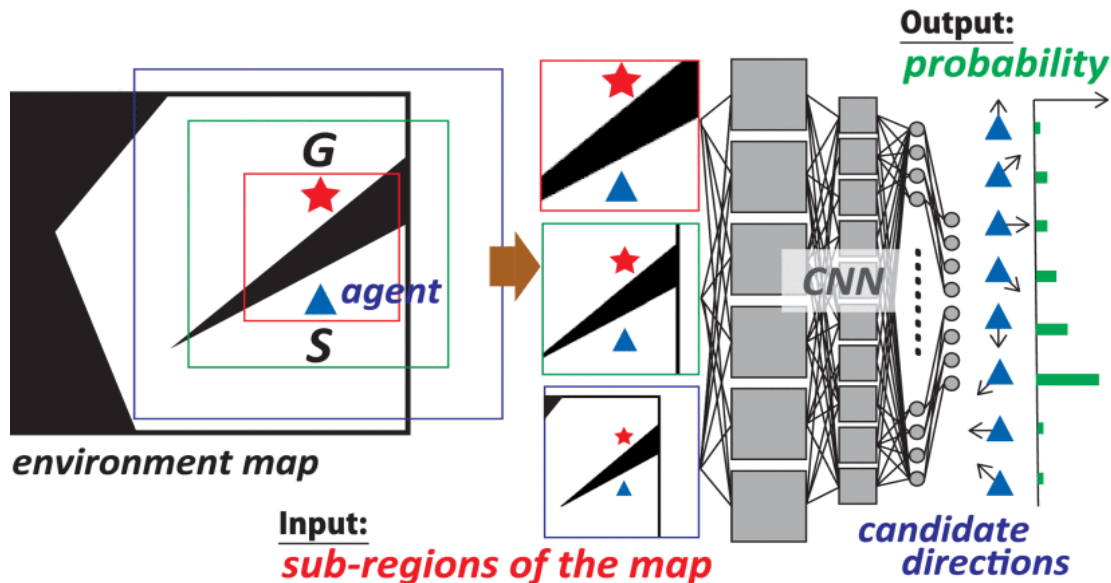 G
agent
S
environment map
Input:
sub-regions of the map
CNN
Output:
probability
candidate
directions